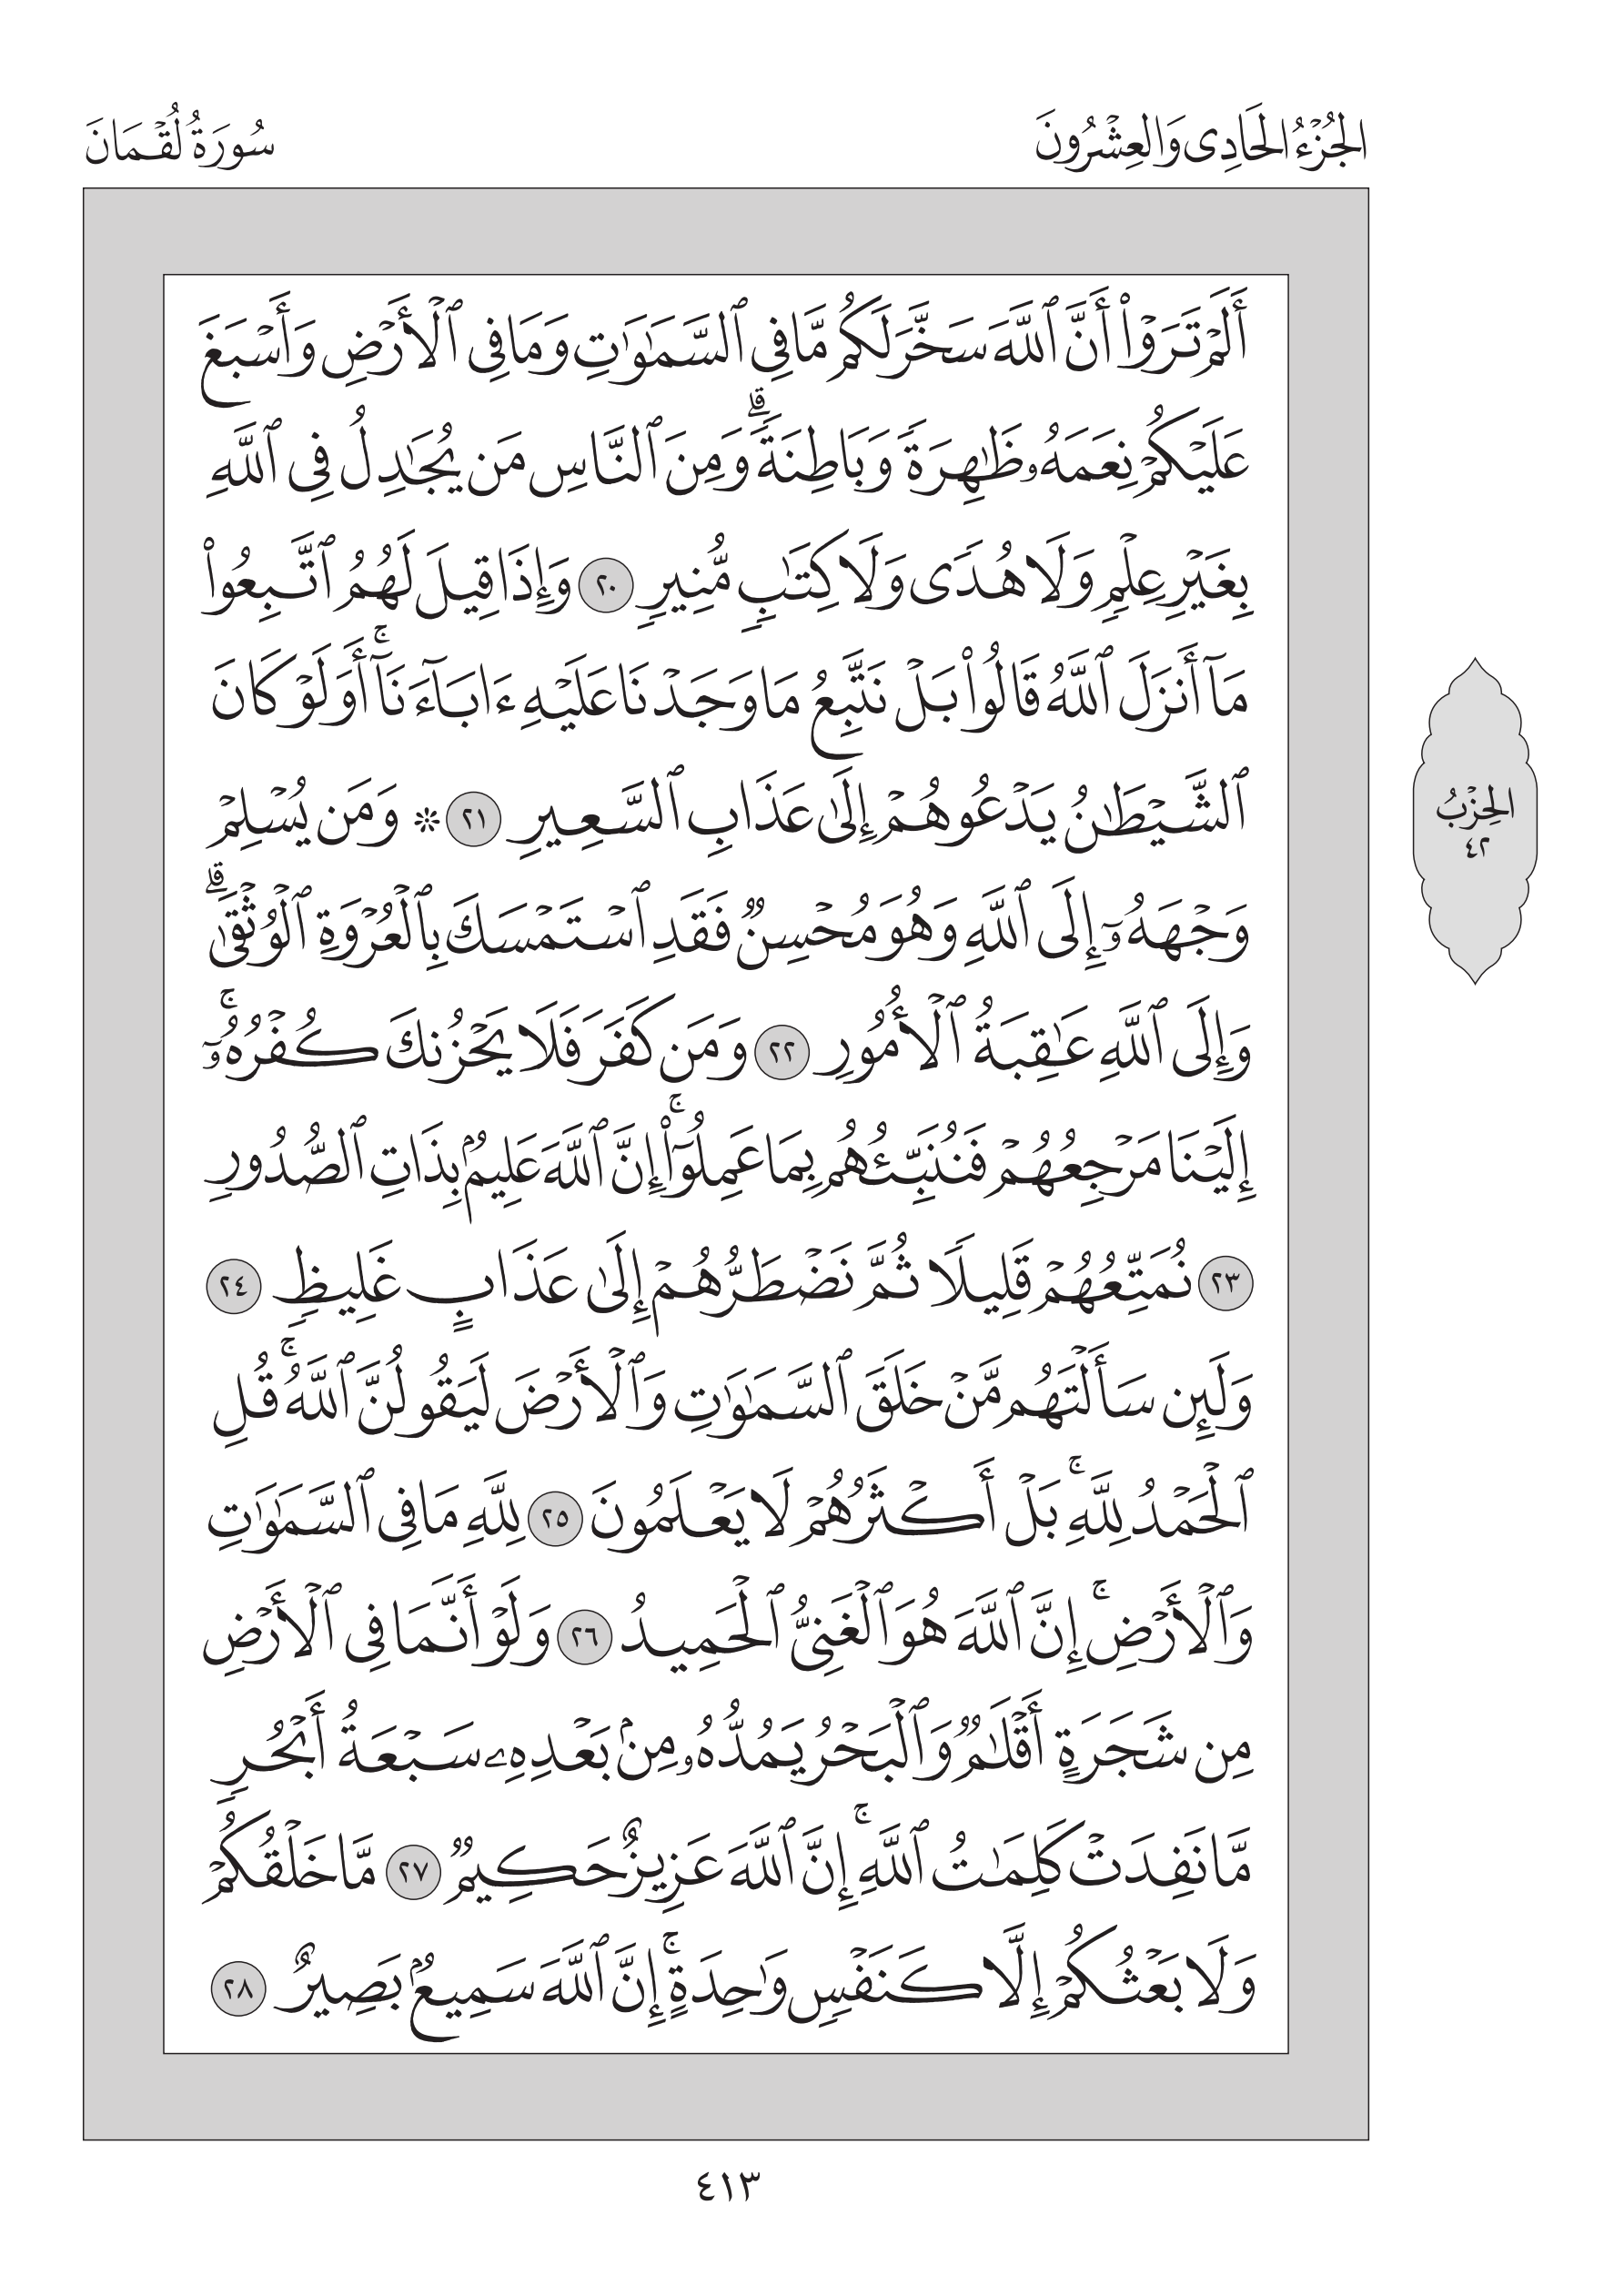 الجُزْءُ الحَادِى وَالعِشْرُونَ
سُورَةُ لُقْمَانَ
أَلَمْ تَرَوْا۟ أَنَّ ٱللَّهَ سَخَّرَ لَكُم مَّا فِى ٱلسَّمَـٰوَٰتِ وَمَا فِى ٱلْأَرْضِ وَأَسْبَغَ
عَلَيْكُمْ نِعَمَهُۥ ظَـٰهِرَةً وَبَاطِنَةً ۗ وَمِنَ ٱلنَّاسِ مَن يُجَـٰدِلُ فِى ٱللَّهِ
بِغَيْرِ عِلْمٍ وَلَا هُدًى وَلَا كِتَـٰبٍ مُّنِيرٍ ٢٠ وَإِذَا قِيلَ لَهُمُ ٱتَّبِعُوا۟
مَآ أَنزَلَ ٱللَّهُ قَالُوا۟ بَلْ نَتَّبِعُ مَا وَجَدْنَا عَلَيْهِ ءَابَآءَنَآ ۚ أَوَلَوْ كَانَ
ٱلشَّيْطَـٰنُ يَدْعُوهُمْ إِلَىٰ عَذَابِ ٱلسَّعِيرِ ٢١ ۞ وَمَن يُسْلِمْ
وَجْهَهُۥٓ إِلَى ٱللَّهِ وَهُوَ مُحْسِنٌ فَقَدِ ٱسْتَمْسَكَ بِٱلْعُرْوَةِ ٱلْوُثْقَىٰ ۗ
وَإِلَى ٱللَّهِ عَـٰقِبَةُ ٱلْأُمُورِ ٢٢ وَمَن كَفَرَ فَلَا يَحْزُنكَ كُفْرُهُۥٓ ۚ
إِلَيْنَا مَرْجِعُهُمْ فَنُنَبِّئُهُم بِمَا عَمِلُوٓا۟ ۚ إِنَّ ٱللَّهَ عَلِيمٌۢ بِذَاتِ ٱلصُّدُورِ
٢٣ نُمَتِّعُهُمْ قَلِيلًا ثُمَّ نَضْطَرُّهُمْ إِلَىٰ عَذَابٍ غَلِيظٍ ٢٤
وَلَئِن سَأَلْتَهُم مَّنْ خَلَقَ ٱلسَّمَـٰوَٰتِ وَٱلْأَرْضَ لَيَقُولُنَّ ٱللَّهُ ۚ قُلِ
ٱلْحَمْدُ لِلَّهِ ۚ بَلْ أَكْثَرُهُمْ لَا يَعْلَمُونَ ٢٥ لِلَّهِ مَا فِى ٱلسَّمَـٰوَٰتِ
وَٱلْأَرْضِ ۚ إِنَّ ٱللَّهَ هُوَ ٱلْغَنِىُّ ٱلْحَمِيدُ ٢٦ وَلَوْ أَنَّمَا فِى ٱلْأَرْضِ
مِن شَجَرَةٍ أَقْلَـٰمٌ وَٱلْبَحْرُ يَمُدُّهُۥ مِنۢ بَعْدِهِۦ سَبْعَةُ أَبْحُرٍ
مَّا نَفِدَتْ كَلِمَـٰتُ ٱللَّهِ ۚ إِنَّ ٱللَّهَ عَزِيزٌ حَكِيمٌ ٢٧ مَّا خَلْقُكُمْ
وَلَا بَعْثُكُمْ إِلَّا كَنَفْسٍ وَٰحِدَةٍ ۚ إِنَّ ٱللَّهَ سَمِيعٌۢ بَصِيرٌ ٢٨
الحِزْبُ
٤٢
٤١٣